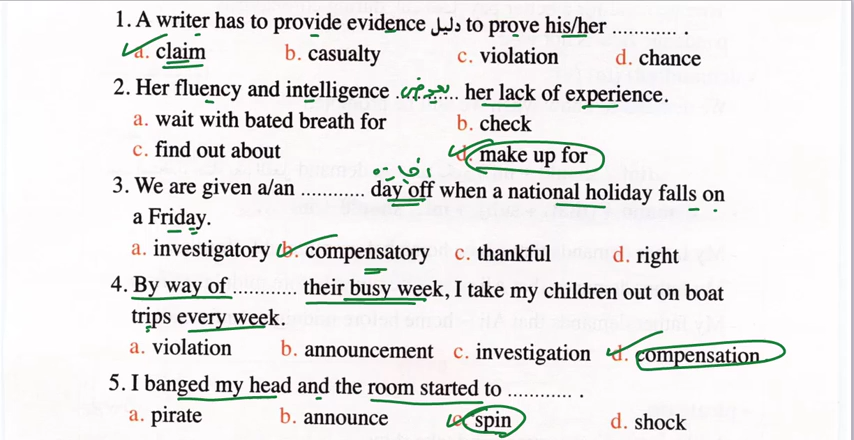 1. A writer has to provide evidence دليل to prove his/her ............ .
a. claim b. casualty c. violation d. chance
2. Her fluency and intelligence ............ her lack of experience.
a. wait with bated breath for b. check
c. find out about d. make up for
3. We are given a/an .......... day off when a national holiday falls on
a Friday.
a. investigatory b. compensatory c. thankful d. right
4. By way of .......... their busy week, I take my children out on boat
trips every week.
a. violation b. announcement c. investigation d. compensation
5. I banged my head and the room started to ............ .
a. pirate b. announce c. spin d. shock